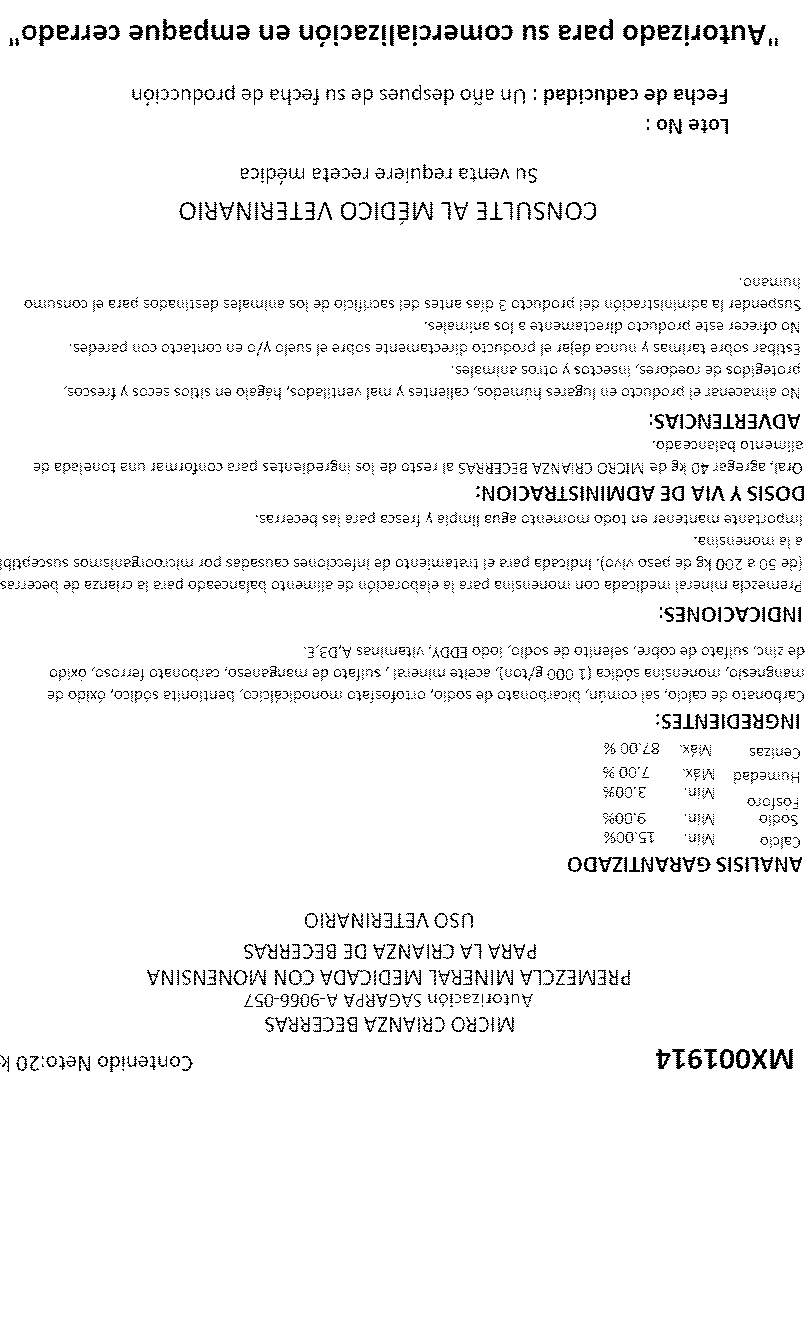 MX001914 Contenido Neto:20
MICRO CRIANZA BECERRAS
Autorización SAGARPA A-9066-057
PREMEZCLA MINERAL MEDICADA CON MONENSINA
PARA LA CRIANZA DE BECERRAS
USO VETERINARIO
ANALISIS GARANTIZADO
Calcio Min. 15.00%
Sodio Min. 9.00%
Fósforo Min. 3.00%
Humedad Máx. 7.00 %
Cenizas Máx. 87.00 %
INGREDIENTES:
Carbonato de calcio, sal común, bicarbonato de sodio, ortofosfato monodicálcico, bentionita sódico, óxido de
mangnesio, monensina sódica (1 000 g/ton), aceite mineral , sulfato de manganeso, carbonato ferroso, óxido
de zinc, sulfato de cobre, selenito de sodio, iodo EDDY, vitaminas A,D3,E.
INDICACIONES:
Premezcla mineral medicada con monensina para la elaboración de alimento balanceado para la crianza de becerras
(de 50 a 200 kg de peso vivo). Indicada para el tratamiento de infecciones causadas por microorganismos
a la monensina.
Importante mantener en todo momento agua limpia y fresca para las becerras.
DOSIS Y VIA DE ADMINISTRACION:
Oral, agregar 40 kg de MICRO CRIANZA BECERRAS al resto de los ingredientes para conformar una tonelada de
alimento balanceado.
ADVERTENCIAS:
No almacenar el producto en lugares húmedos, calientes y mal ventilados, hágalo en sitios secos y frescos,
protegidos de roedores, insectos y otros animales.
Estibar sobre tarimas y nunca dejar el producto directamente sobre el suelo y/o en contacto con paredes.
No ofrecer este producto directamente a los animales.
Suspender la administración del producto 3 días antes del sacrificio de los animales destinados para el consumo
humano.
CONSULTE AL MÉDICO VETERINARIO
Su venta requiere receta médica
Lote No :
Fecha de caducidad : Un año despues de su fecha de producción
"Autorizado para su comercialización en empaque cerrado"